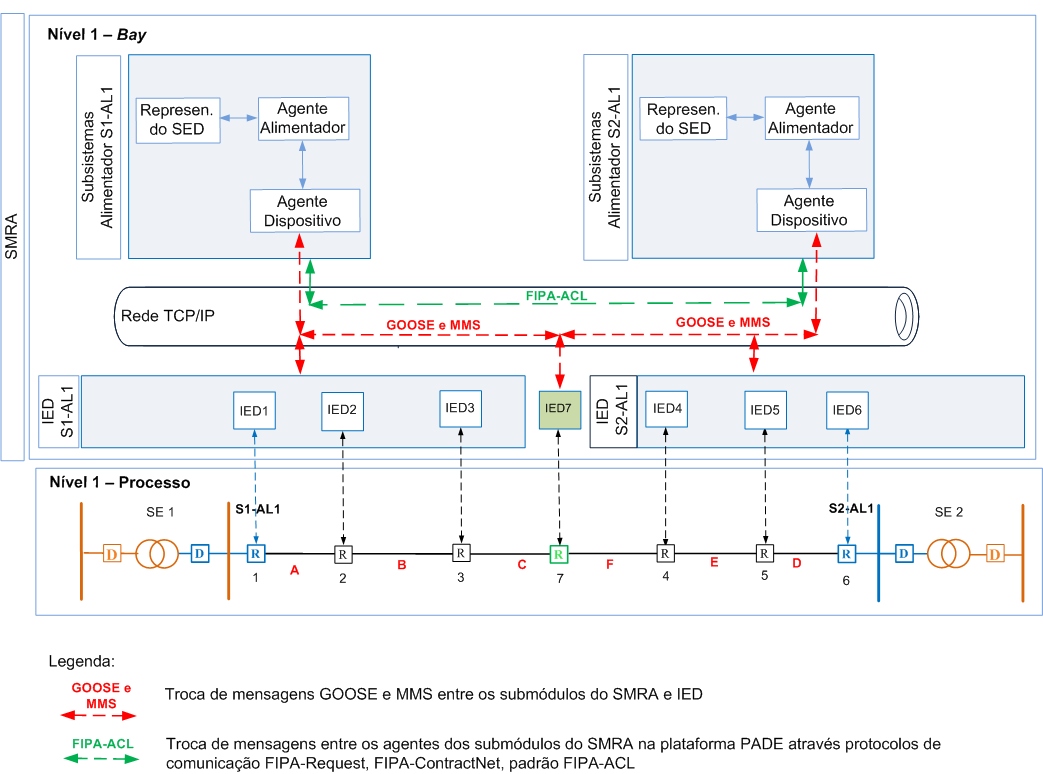 SMRA
Nível 1 – Bay
Subsistemas
Alimentador S1-AL1
Represen.
do SED
Agente
Alimentador
Agente
Dispositivo
Subsistemas
Alimentador S2-AL1
Represen.
do SED
Agente
Alimentador
Agente
Dispositivo
FIPA-ACL
Rede TCP/IP
GOOSE e MMS
GOOSE e MMS
IED
S1-AL1
IED1
IED2
IED3
IED7
IED
S2-AL1
IED4
IED5
IED6
Nível 1 – Processo
SE 1
S1-AL1
S2-AL1
SE 2
D
D
R
R
R
R
R
R
R
D
D
A
B
C
F
E
D
1
2
3
7
4
5
6
Legenda:
GOOSE e
MMS
Troca de mensagens GOOSE e MMS entre os submódulos do SMRA e IED
FIPA-ACL
Troca de mensagens entre os agentes dos submódulos do SMRA na plataforma PADE através protocolos de
comunicação FIPA-Request, FIPA-ContractNet, padrão FIPA-ACL